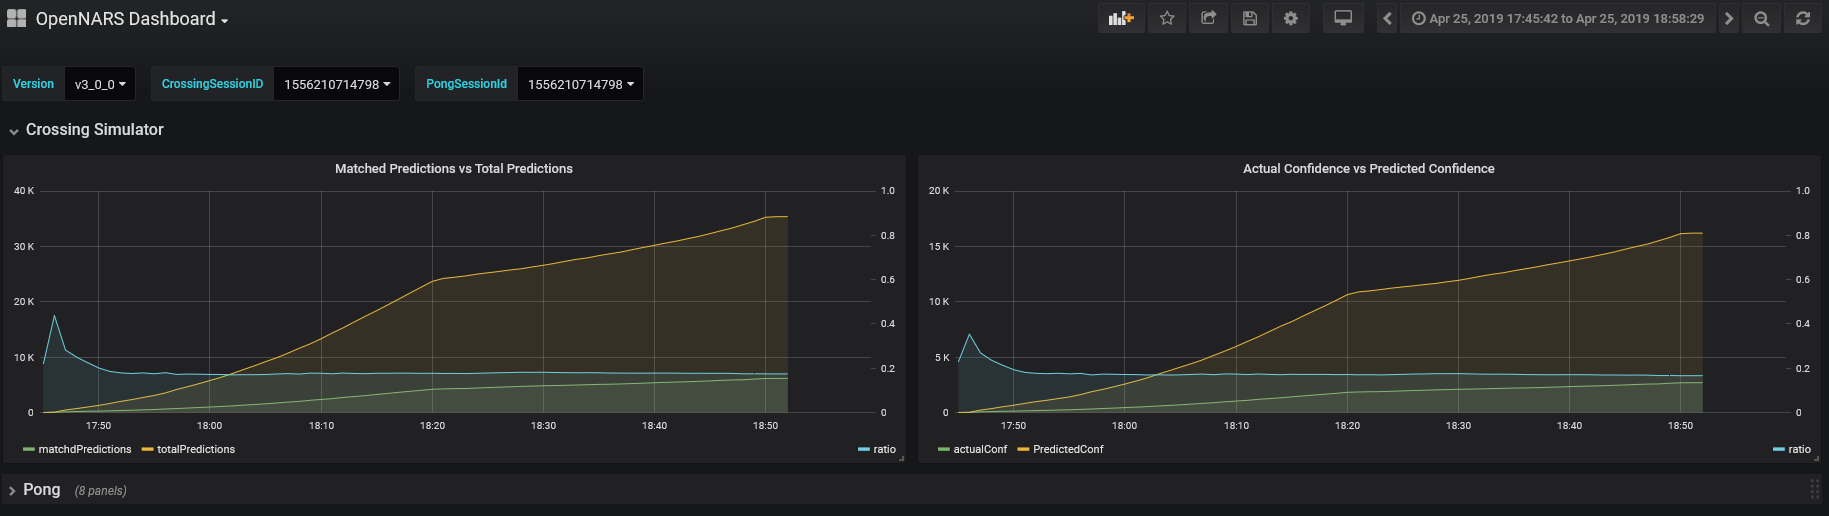 OpenNARS Dashboard
Apr 25, 2019 17:45:42 to Apr 25, 2019 18:58:29
Version v3_0_0 CrossingSessionID 1556210714798 PongSessionId 1556210714798
Crossing Simulator
Matched Predictions vs Total Predictions
40 K
30 K
20 K
10 K
0
1.0
0.8
0.6
0.4
0.2
0
17:50 18:00 18:10 18:20 18:30 18:40 18:50
matchdPredictions totalPredictions ratio
Actual Confidence vs Predicted Confidence
20 K
15 K
10 K
5 K
0
1.0
0.8
0.6
0.4
0.2
0
17:50 18:00 18:10 18:20 18:30 18:40 18:50
actualConf PredictedConf ratio
Pong (8 panels)